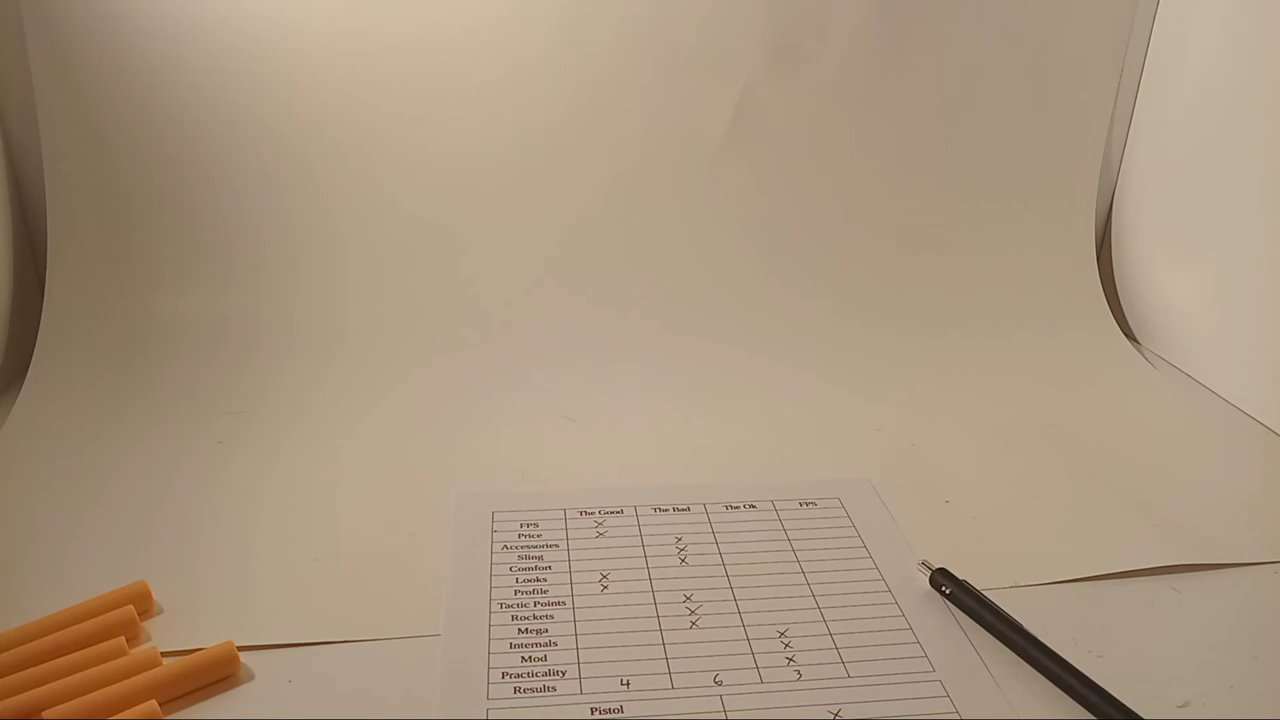 The Good The Bad The Ok FPS
FPS X
Price X
Accessories X
Sling X
Comfort X
Looks X
Profile X
Tactic Points X
Rockets X
Mega X
Internals X
Mod X
Practicality X
Results 4 6 3
Pistol X